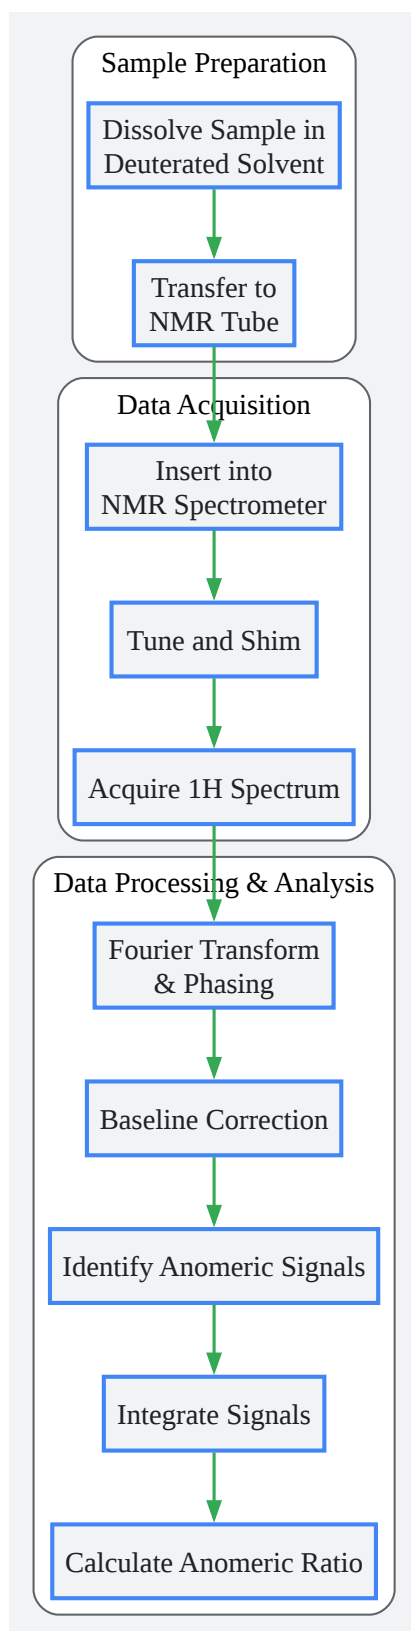 Sample Preparation
Dissolve Sample in
Deuterated Solvent
Transfer to
NMR Tube
Data Acquisition
Insert into
NMR Spectrometer
Tune and Shim
Acquire 1H Spectrum
Data Processing & Analysis
Fourier Transform
& Phasing
Baseline Correction
Identify Anomeric Signals
Integrate Signals
Calculate Anomeric Ratio